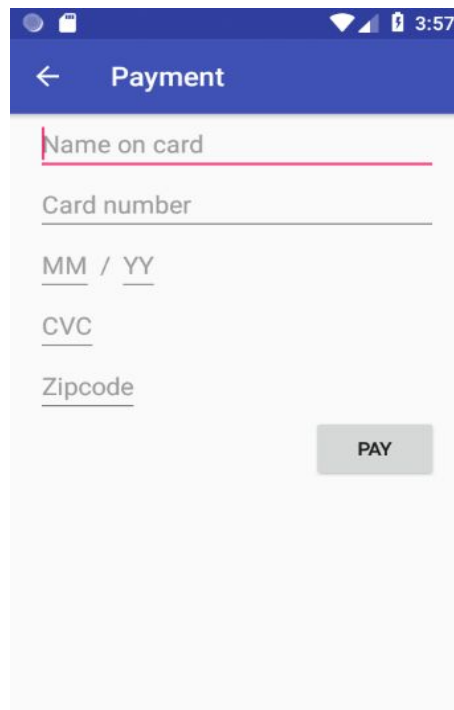 3:57
Payment
Name on card
Card number
MM / YY
CVC
Zipcode
PAY